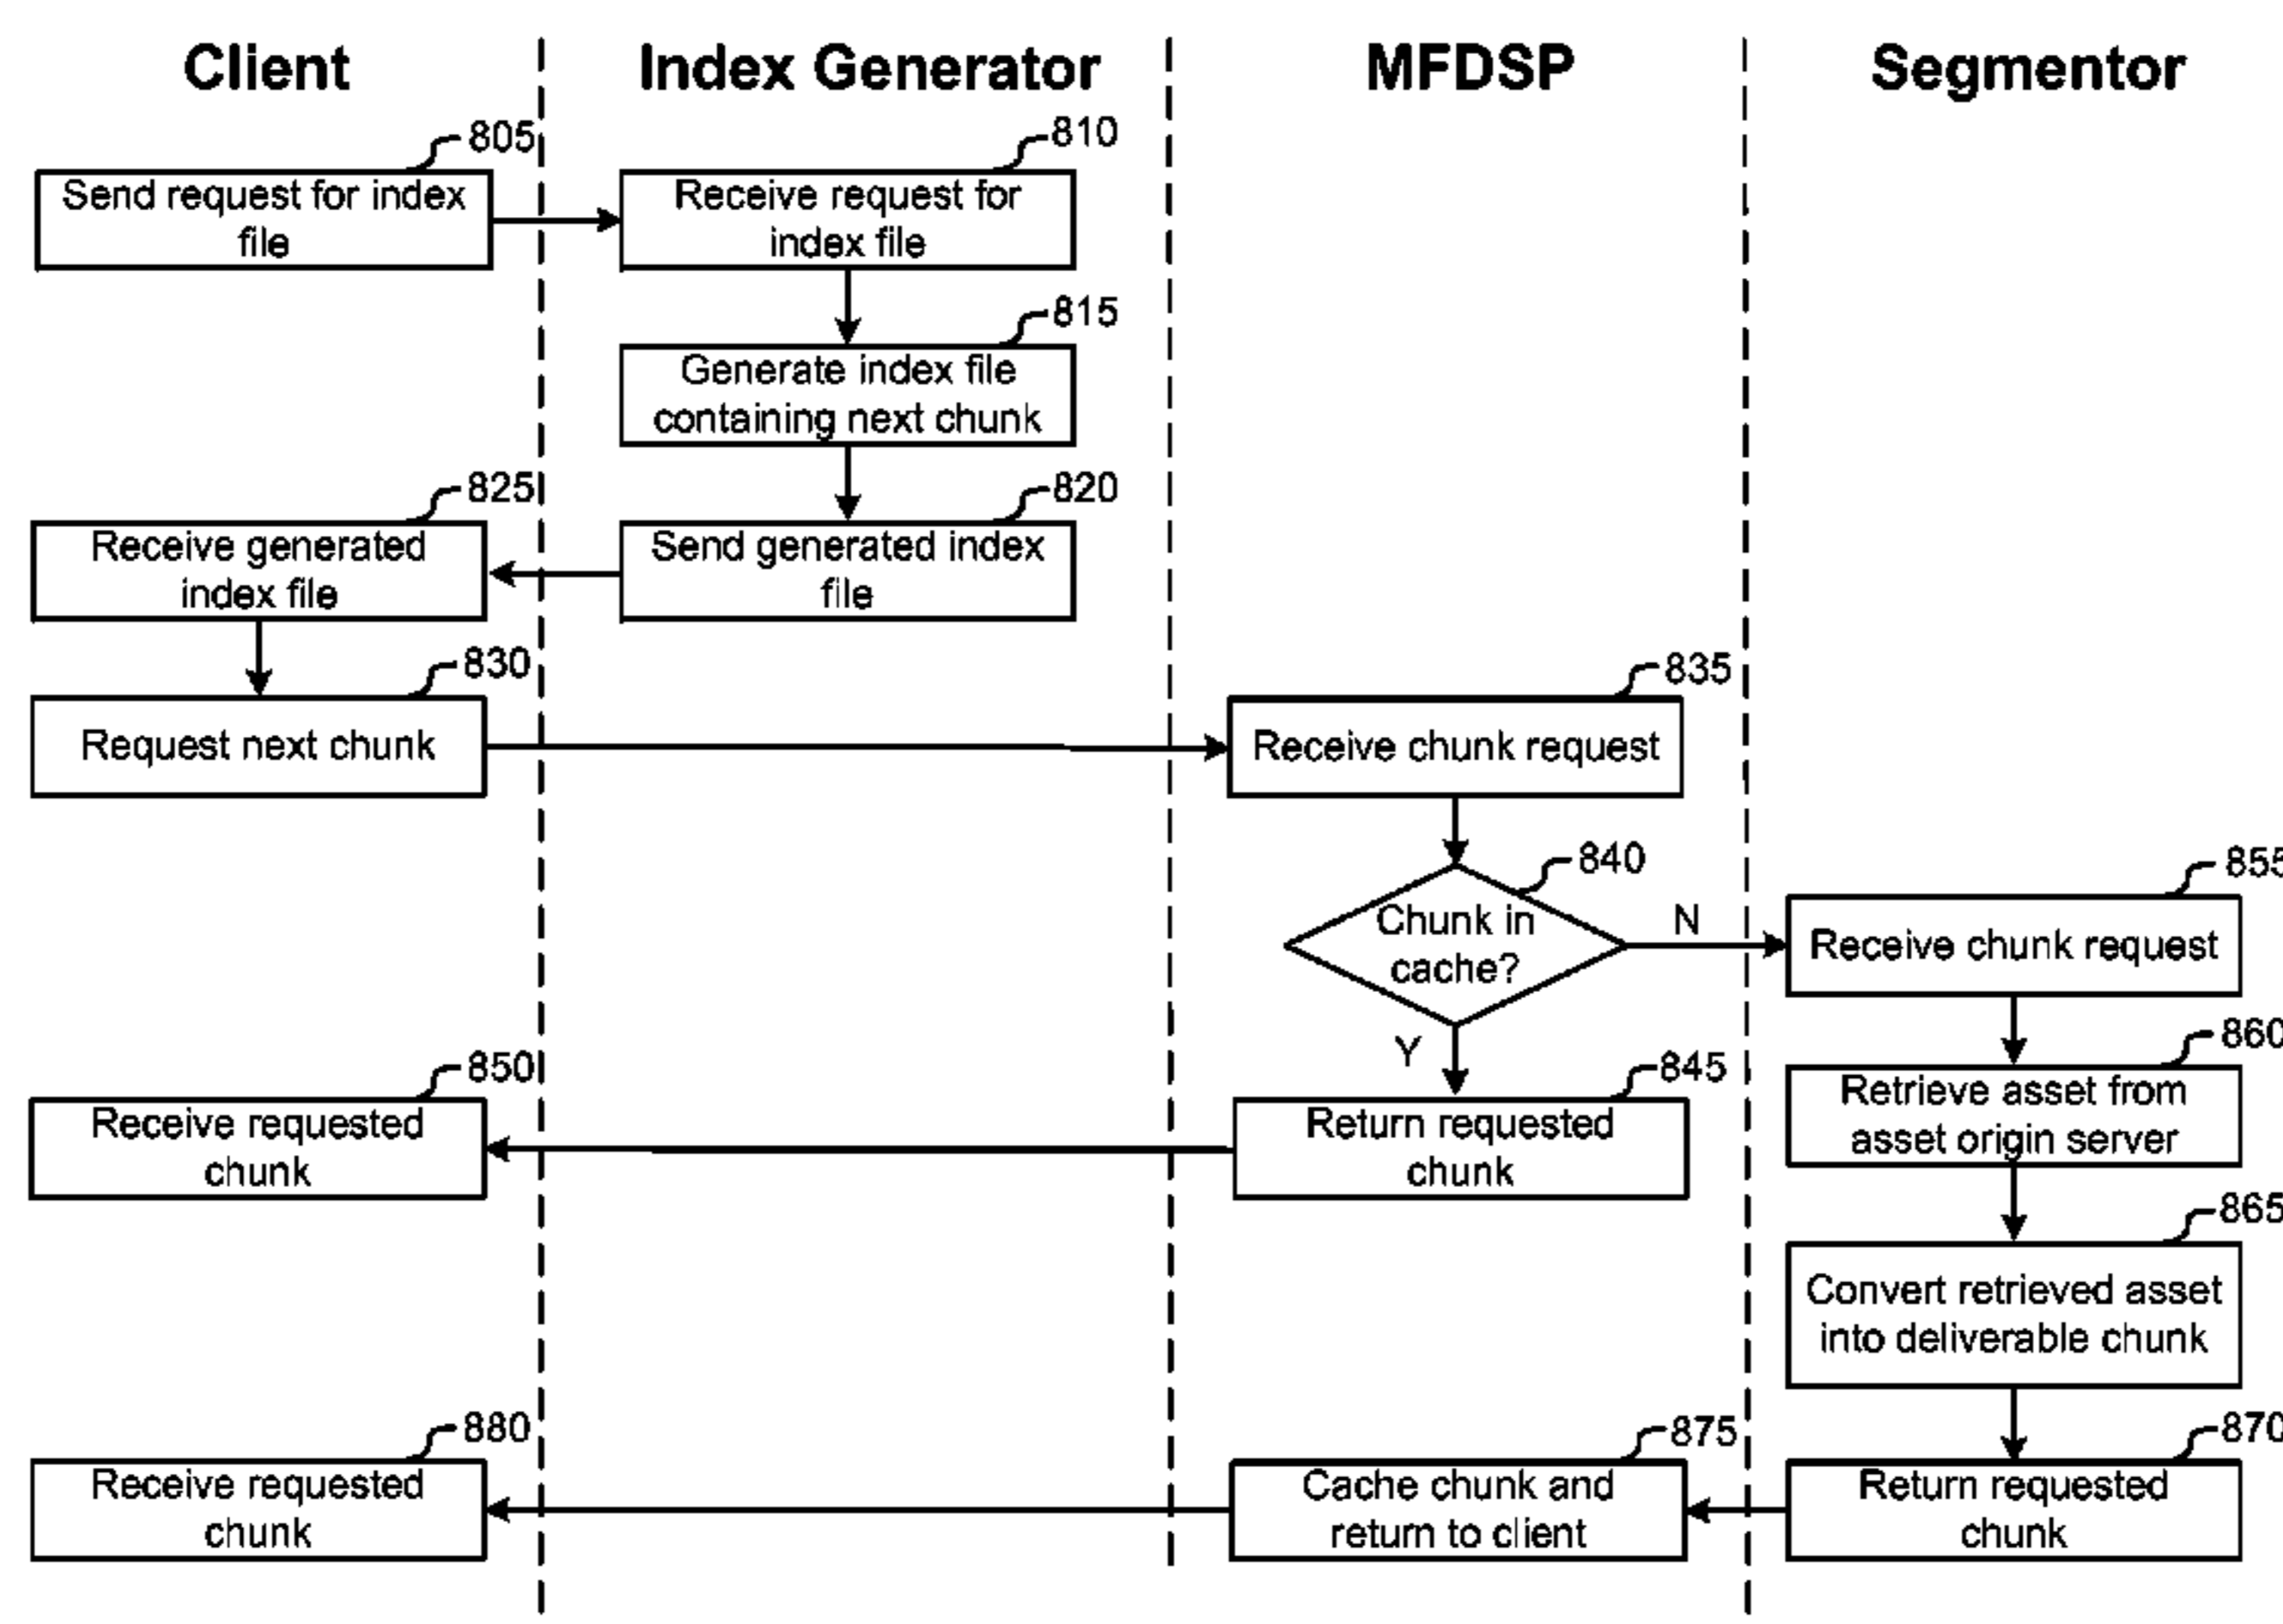 Client
Index Generator
MFDSP
Segmentor
805
810
Send request for index
file
Receive request for
index file
815
Generate index file
containing next chunk
825
820
Receive generated
index file
Send generated index
file
830
835
Request next chunk
Receive chunk request
840
855
Chunk in
cache?
N
Receive chunk request
Y
860
850
845
Retrieve asset from
asset origin server
Receive requested
chunk
Return requested
chunk
865
Convert retrieved asset
into deliverable chunk
880
875
870
Receive requested
chunk
Cache chunk and
return to client
Return requested
chunk